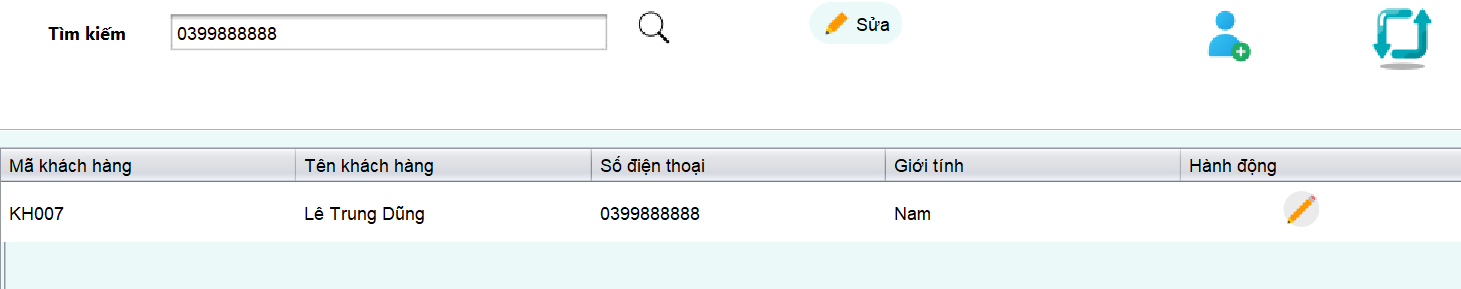 Tìm kiếm 0399888888 Sửa
Mã khách hàng Tên khách hàng Số điện thoại Giới tính Hành động
KH007 Lê Trung Dũng 0399888888 Nam